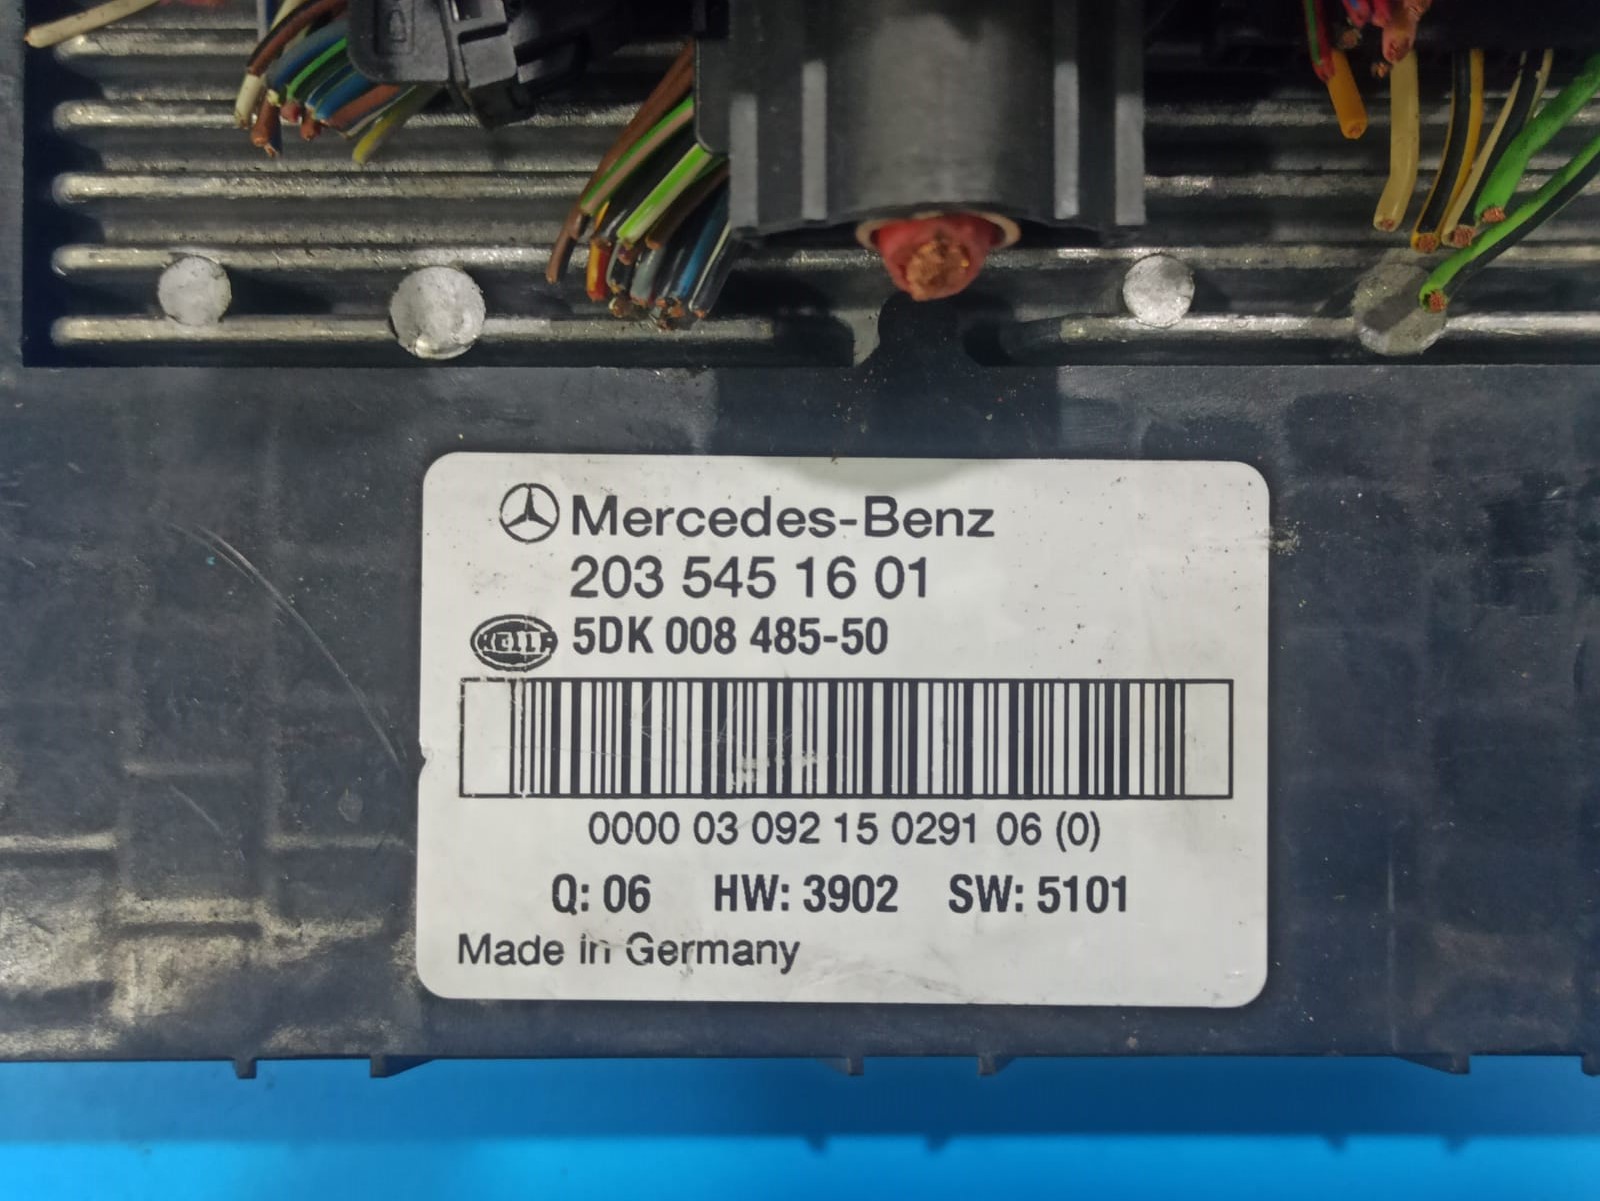 Mercedes-Benz
203 545 16 01
HELLA 5DK 008 485-50
0000 03 092 15 0291 06 (0)
Q: 06 HW: 3902 SW: 5101
Made in Germany